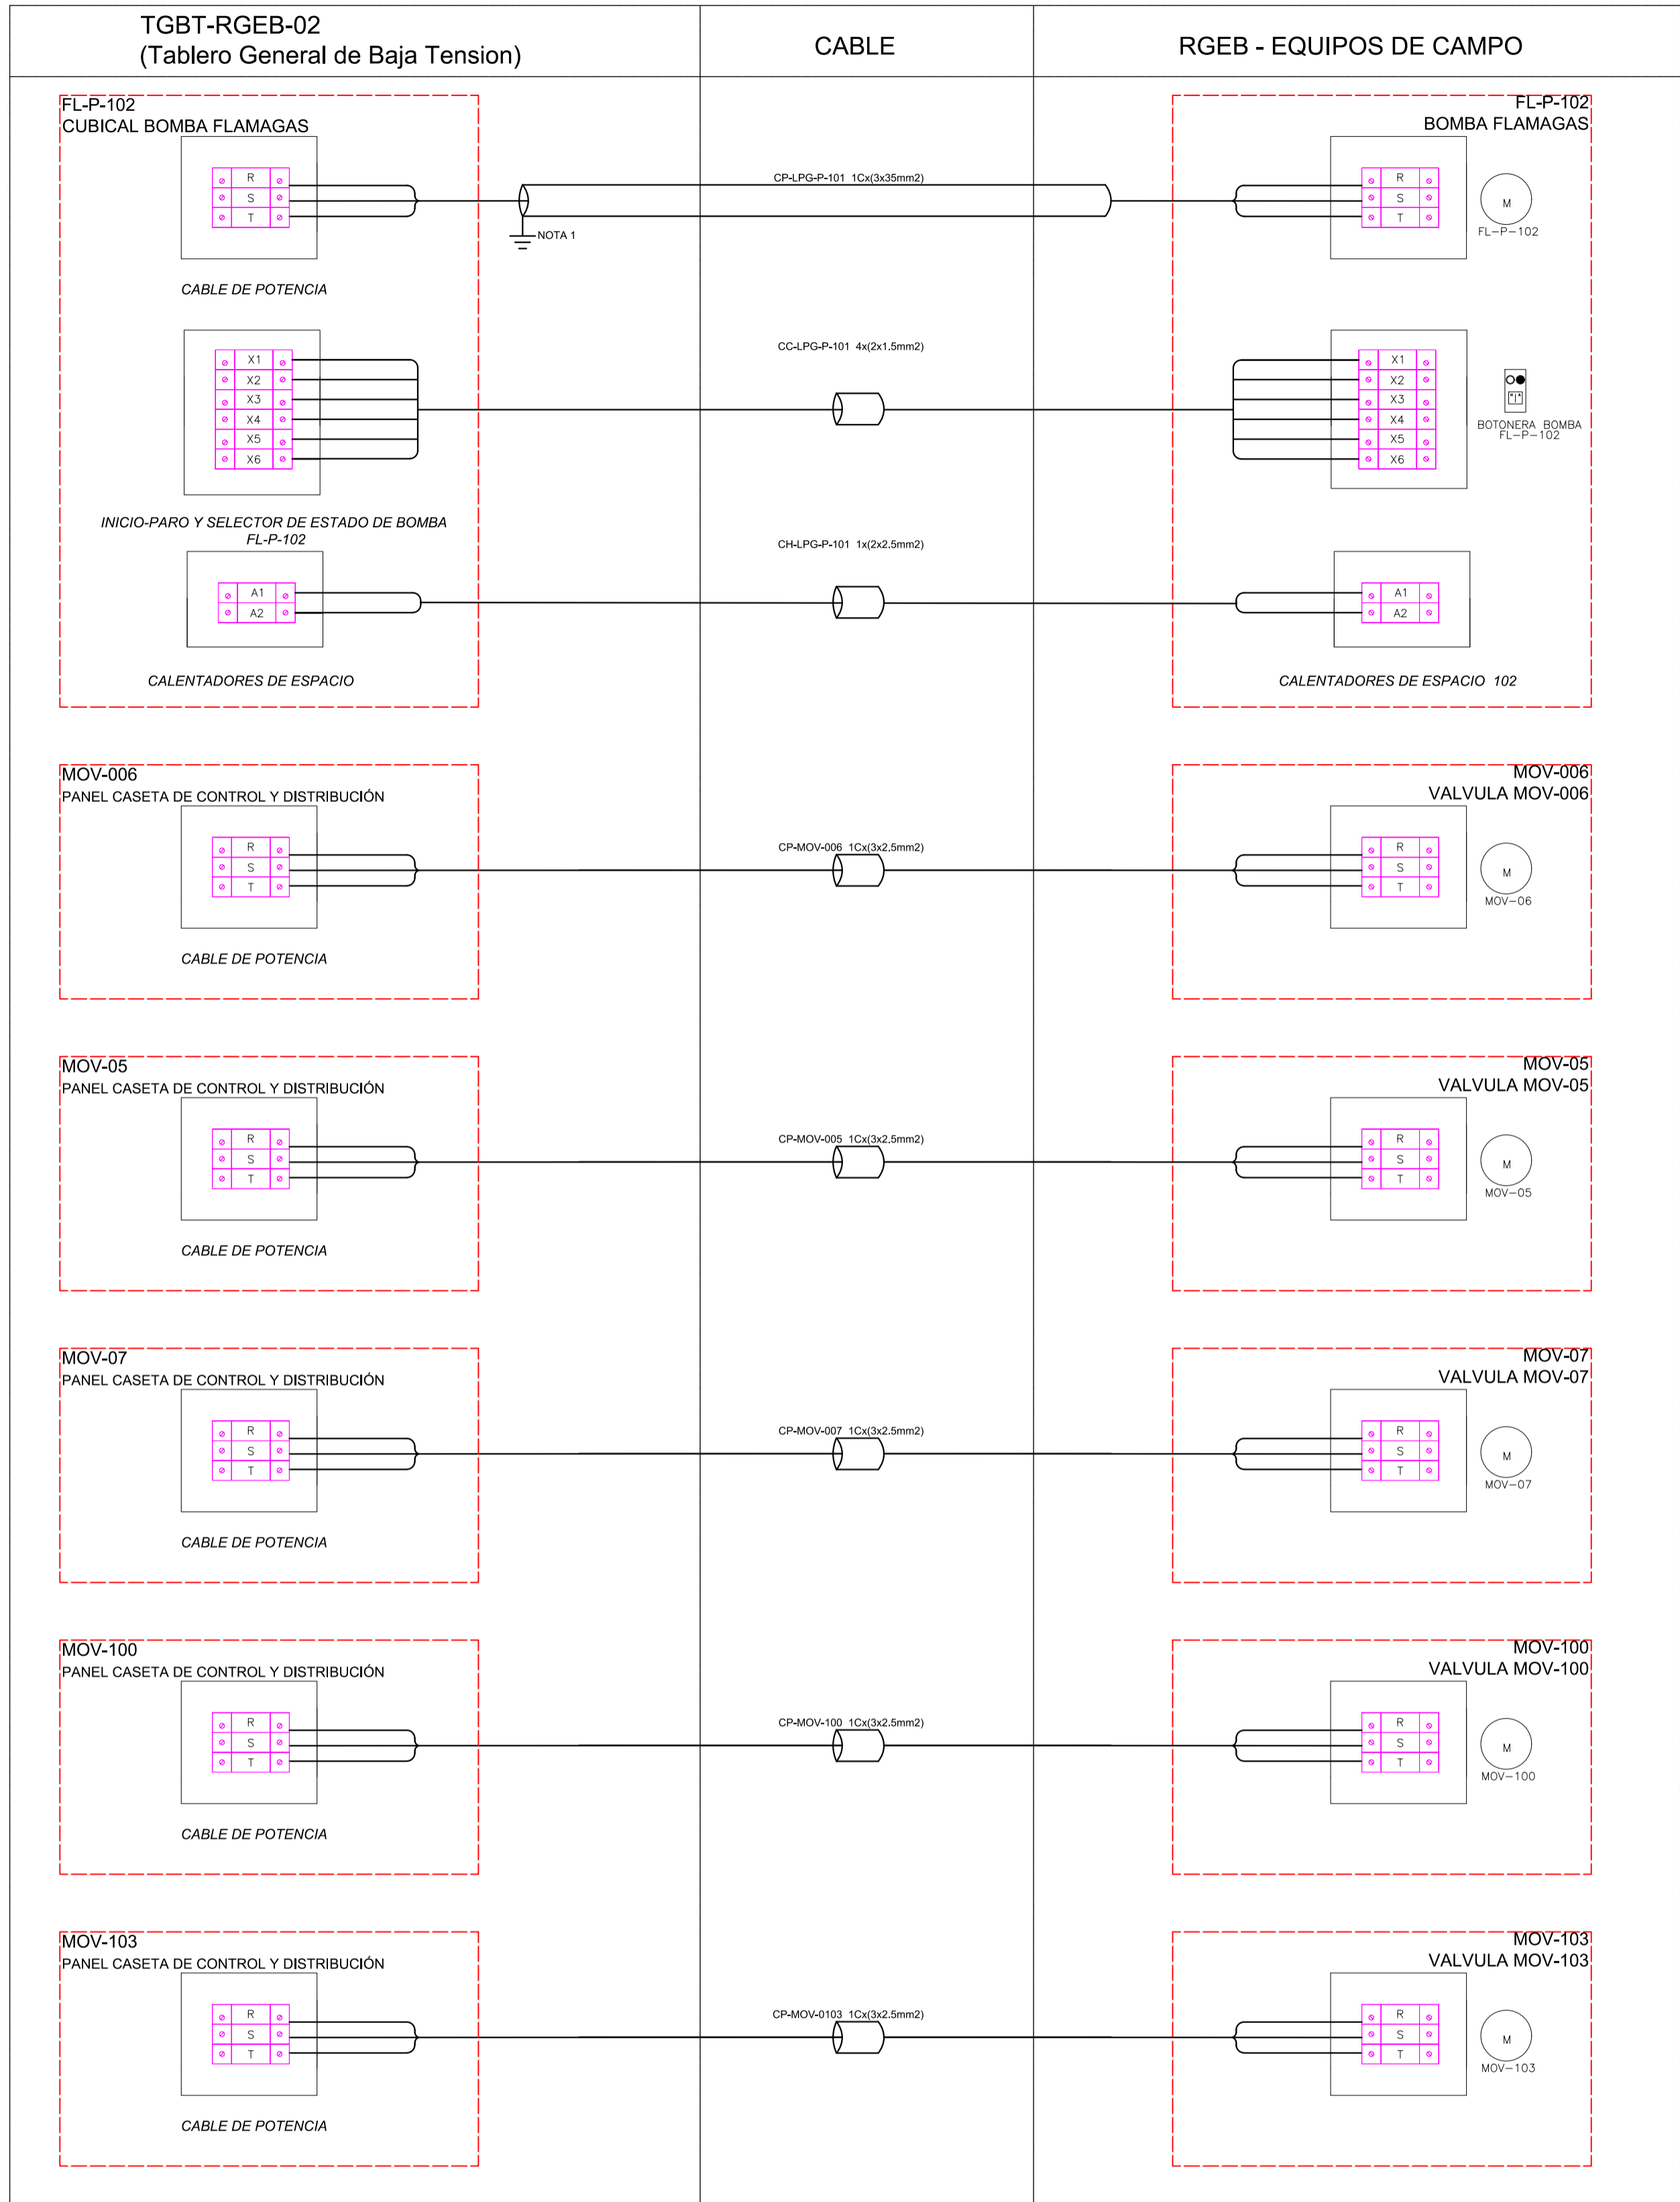 TGBT-RGEB-02
(Tablero General de Baja Tension)
CABLE
RGEB - EQUIPOS DE CAMPO
FL-P-102
CUBICAL BOMBA FLAMAGAS
R
S
T
CABLE DE POTENCIA
CP-LPG-P-101 1Cx(3x35mm2)
NOTA 1
FL-P-102
BOMBA FLAMAGAS
R
S
T
M
FL-P-102
X1
X2
X3
X4
X5
X6
INICIO-PARO Y SELECTOR DE ESTADO DE BOMBA
FL-P-102
CC-LPG-P-101 4x(2x1.5mm2)
X1
X2
X3
X4
X5
X6
BOTONERA BOMBA
FL-P-102
A1
A2
CALENTADORES DE ESPACIO
CH-LPG-P-101 1x(2x2.5mm2)
A1
A2
CALENTADORES DE ESPACIO 102
MOV-006
PANEL CASETA DE CONTROL Y DISTRIBUCIÓN
R
S
T
CABLE DE POTENCIA
CP-MOV-006 1Cx(3x2.5mm2)
MOV-006
VALVULA MOV-006
R
S
T
M
MOV-06
MOV-05
PANEL CASETA DE CONTROL Y DISTRIBUCIÓN
R
S
T
CABLE DE POTENCIA
CP-MOV-005 1Cx(3x2.5mm2)
MOV-05
VALVULA MOV-05
R
S
T
M
MOV-05
MOV-07
PANEL CASETA DE CONTROL Y DISTRIBUCIÓN
R
S
T
CABLE DE POTENCIA
CP-MOV-007 1Cx(3x2.5mm2)
MOV-07
VALVULA MOV-07
R
S
T
M
MOV-07
MOV-100
PANEL CASETA DE CONTROL Y DISTRIBUCIÓN
R
S
T
CABLE DE POTENCIA
CP-MOV-100 1Cx(3x2.5mm2)
MOV-100
VALVULA MOV-100
R
S
T
M
MOV-100
MOV-103
PANEL CASETA DE CONTROL Y DISTRIBUCIÓN
R
S
T
CABLE DE POTENCIA
CP-MOV-0103 1Cx(3x2.5mm2)
MOV-103
VALVULA MOV-103
R
S
T
M
MOV-103